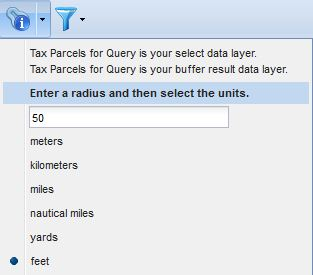 Tax Parcels for Query is your select data layer.
Tax Parcels for Query is your buffer result data layer.
Enter a radius and then select the units.
50
meters
kilometers
miles
nautical miles
yards
feet